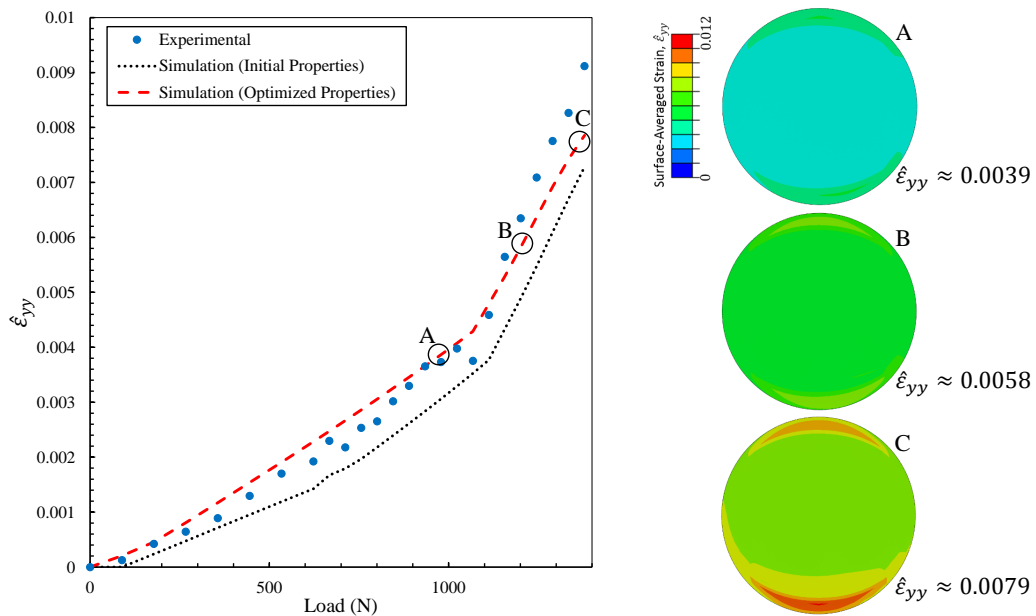 0.01
0.009
0.008
0.007
0.006
0.005
0.004
0.003
0.002
0.001
0
ε̂yy
Experimental
Simulation (Initial Properties)
Simulation (Optimized Properties)
A
B
C
0
500
1000
Load (N)
Surface-Averaged Strain, ε̂yy
0.012
0
A
ε̂yy ≈ 0.0039
B
ε̂yy ≈ 0.0058
C
ε̂yy ≈ 0.0079